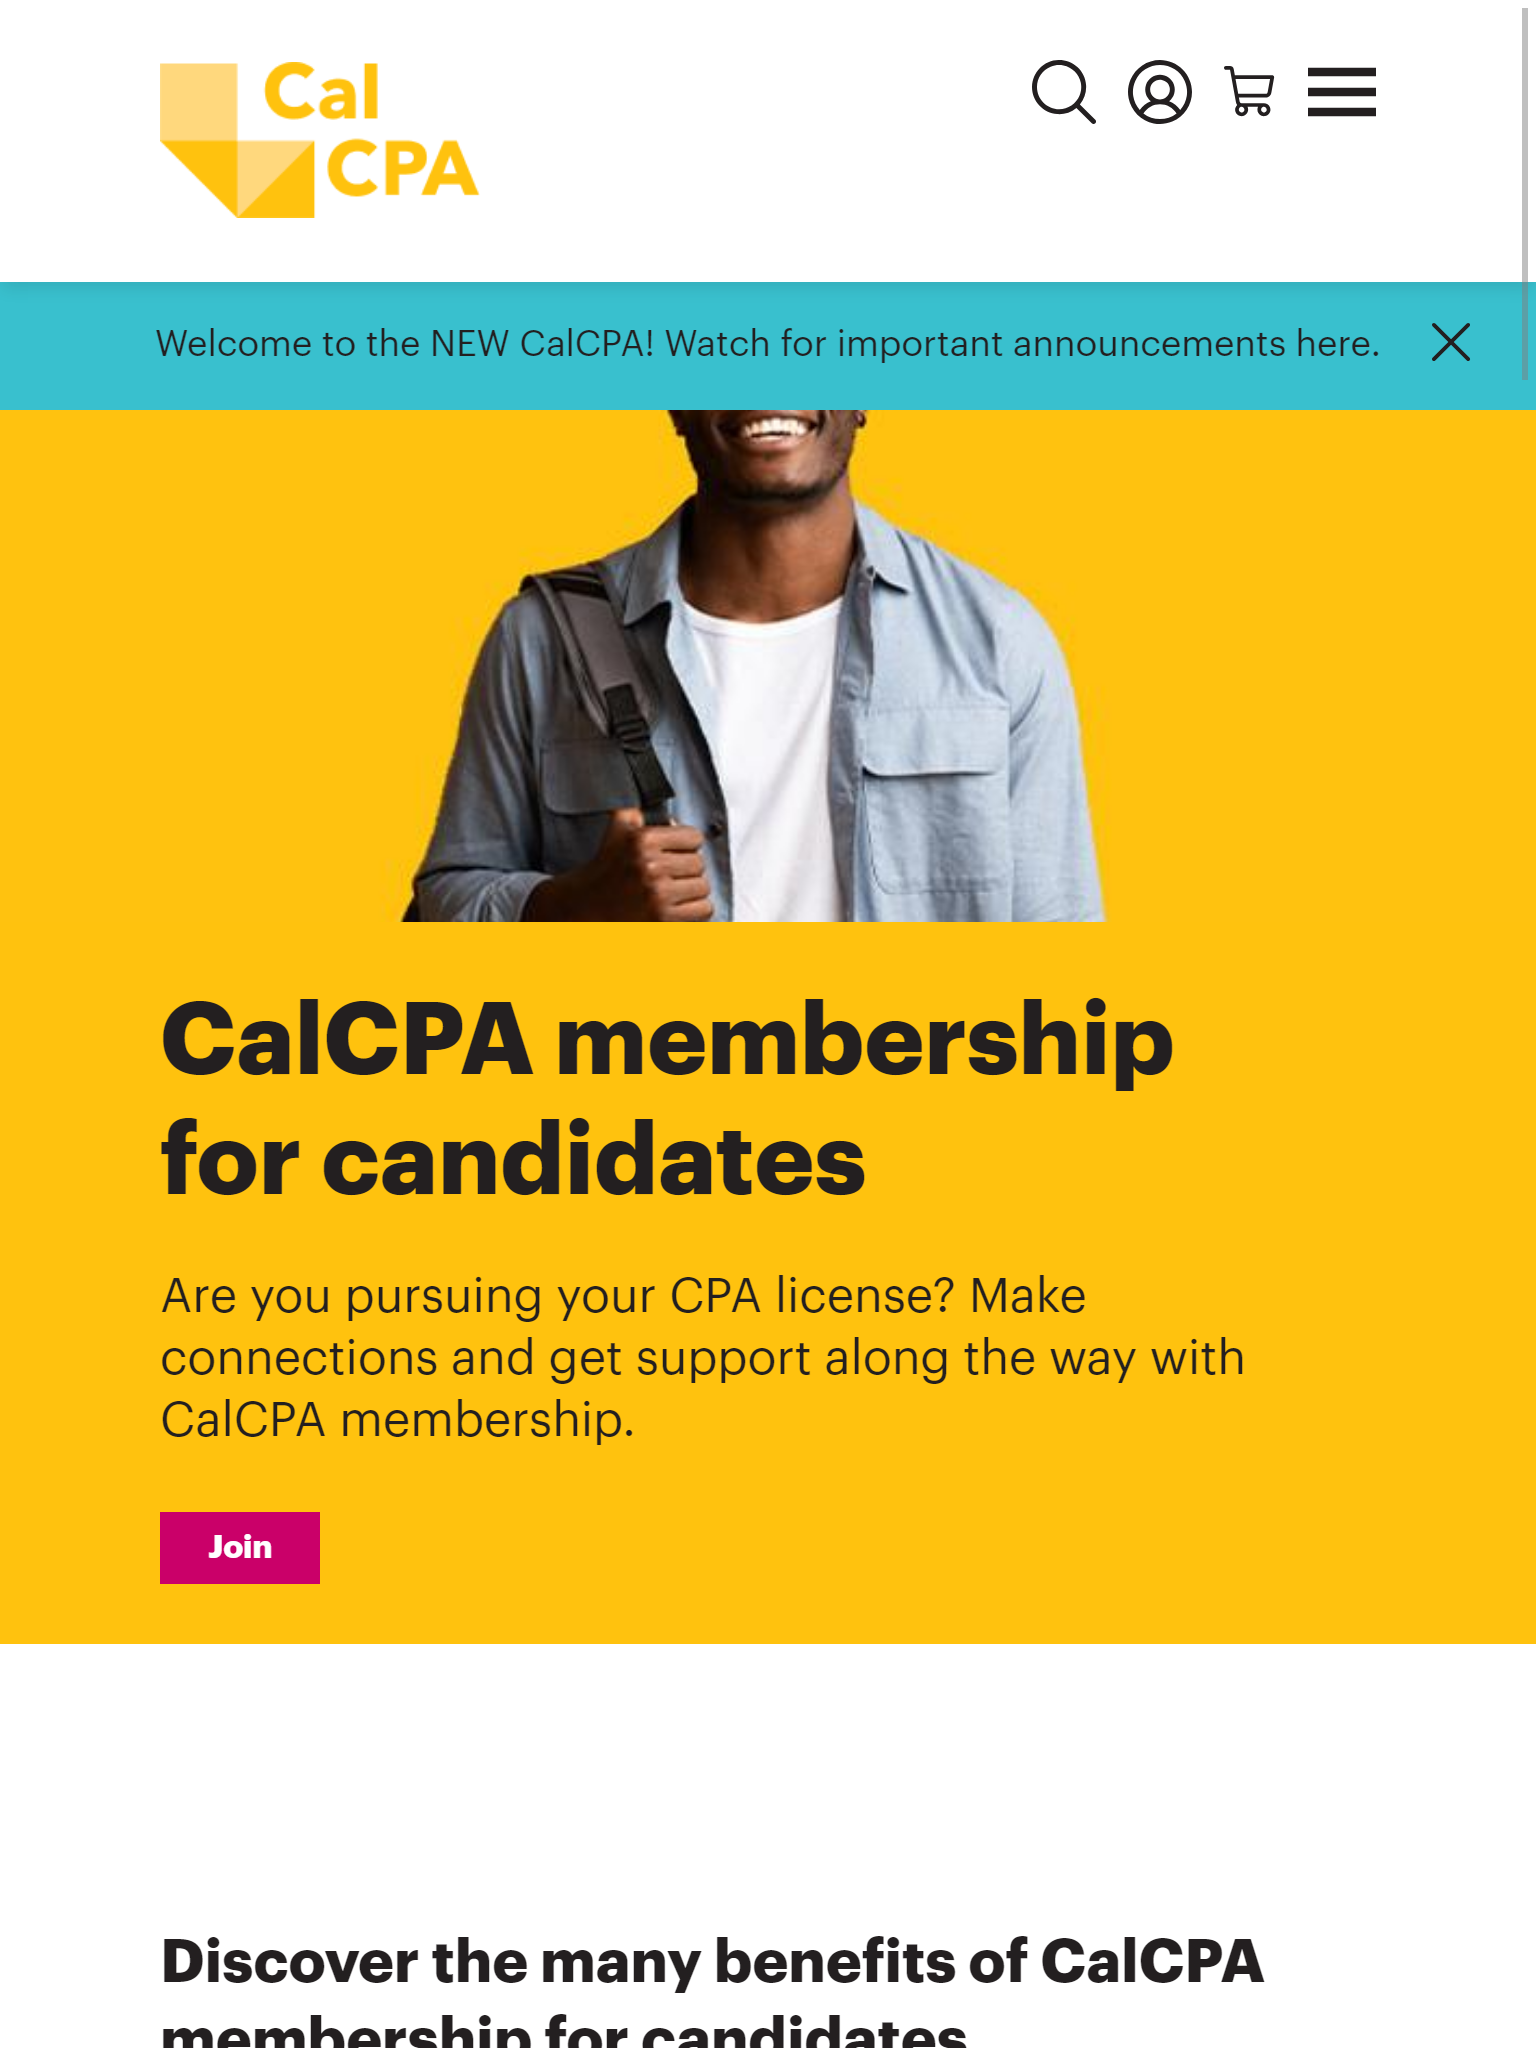 Cal
CPA
Welcome to the NEW CalCPA! Watch for important announcements here.
CalCPA membership
for candidates
Are you pursuing your CPA license? Make
connections and get support along the way with
CalCPA membership.
Join
Discover the many benefits of CalCPA
membership for candidates